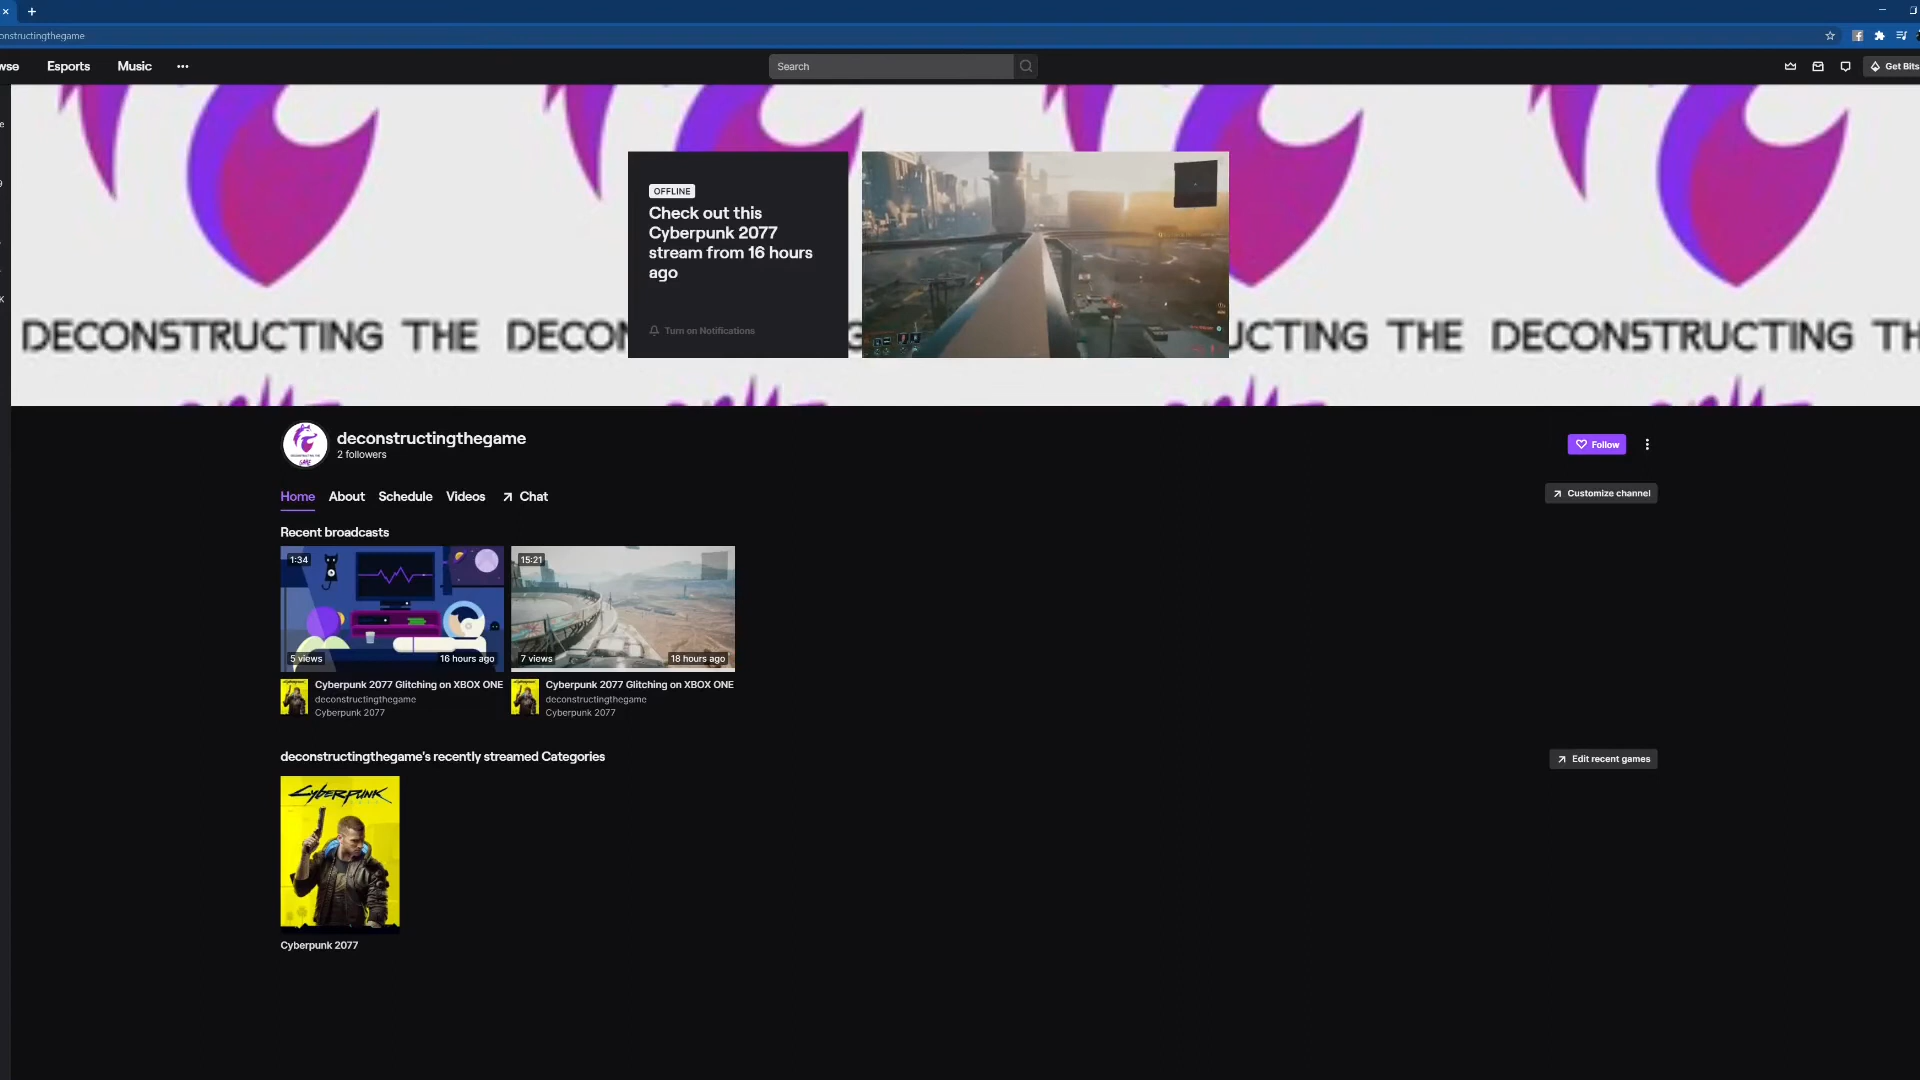 onstructingthegame
wse Esports Music
Search
Get Bits
OFFLINE
Check out this
Cyberpunk 2077
stream from 16 hours
ago
Turn on Notifications
DECONSTRUCTING THE DECON G UCTING THE DECONSTRUCTING TH
deconstructingthegame
2 followers
Follow
Home About Schedule Videos Chat
Customize channel
Recent broadcasts
1:34
5 views
16 hours ago
Cyberpunk 2077 Glitching on XBOX ONE
deconstructingthegame
Cyberpunk 2077
15:21
7 views
18 hours ago
Cyberpunk 2077 Glitching on XBOX ONE
deconstructingthegame
Cyberpunk 2077
deconstructingthegame's recently streamed Categories
Edit recent games
Cyberpunk
Cyberpunk 2077